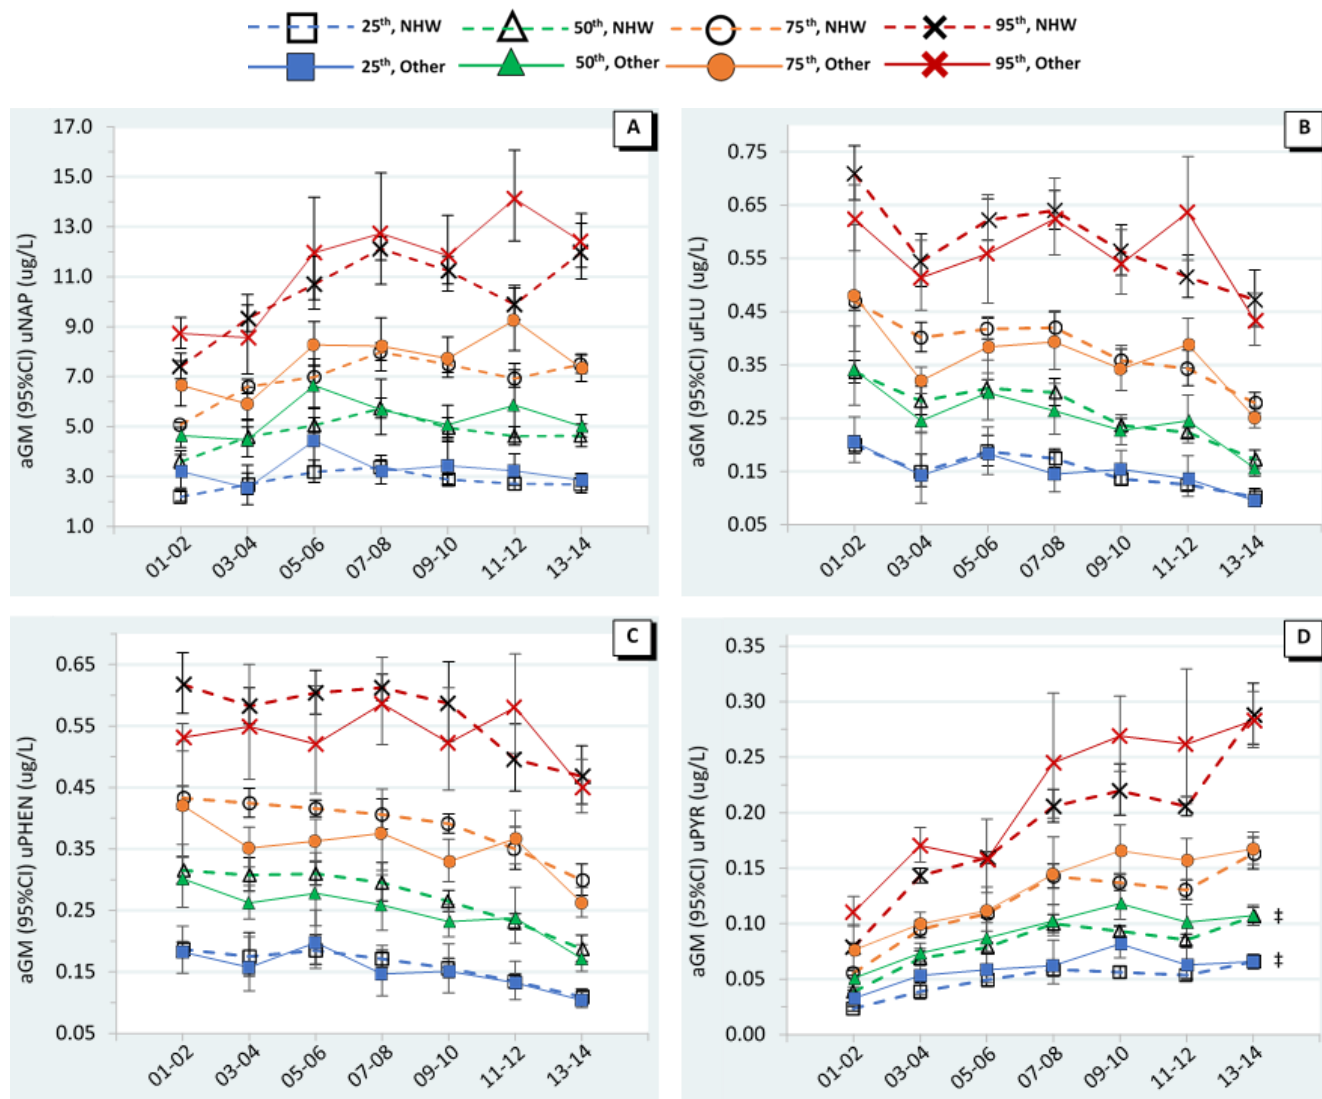 25th, NHW 50th, NHW 75th, NHW 95th, NHW
25th, Other 50th, Other 75th, Other 95th, Other
A
aGM (95%CI) uNAP (ug/L)
17.0
15.0
13.0
11.0
9.0
7.0
5.0
3.0
1.0
01-02 03-04 05-06 07-08 09-10 11-12 13-14
B
aGM (95%CI) uFLU (ug/L)
0.75
0.65
0.55
0.45
0.35
0.25
0.15
0.05
01-02 03-04 05-06 07-08 09-10 11-12 13-14
C
aGM (95%CI) uPHEN (ug/L)
0.65
0.55
0.45
0.35
0.25
0.15
0.05
01-02 03-04 05-06 07-08 09-10 11-12 13-14
D
aGM (95%CI) uPYR (ug/L)
0.35
0.30
0.25
0.20
0.15
0.10
0.05
0.00
‡
‡
01-02 03-04 05-06 07-08 09-10 11-12 13-14